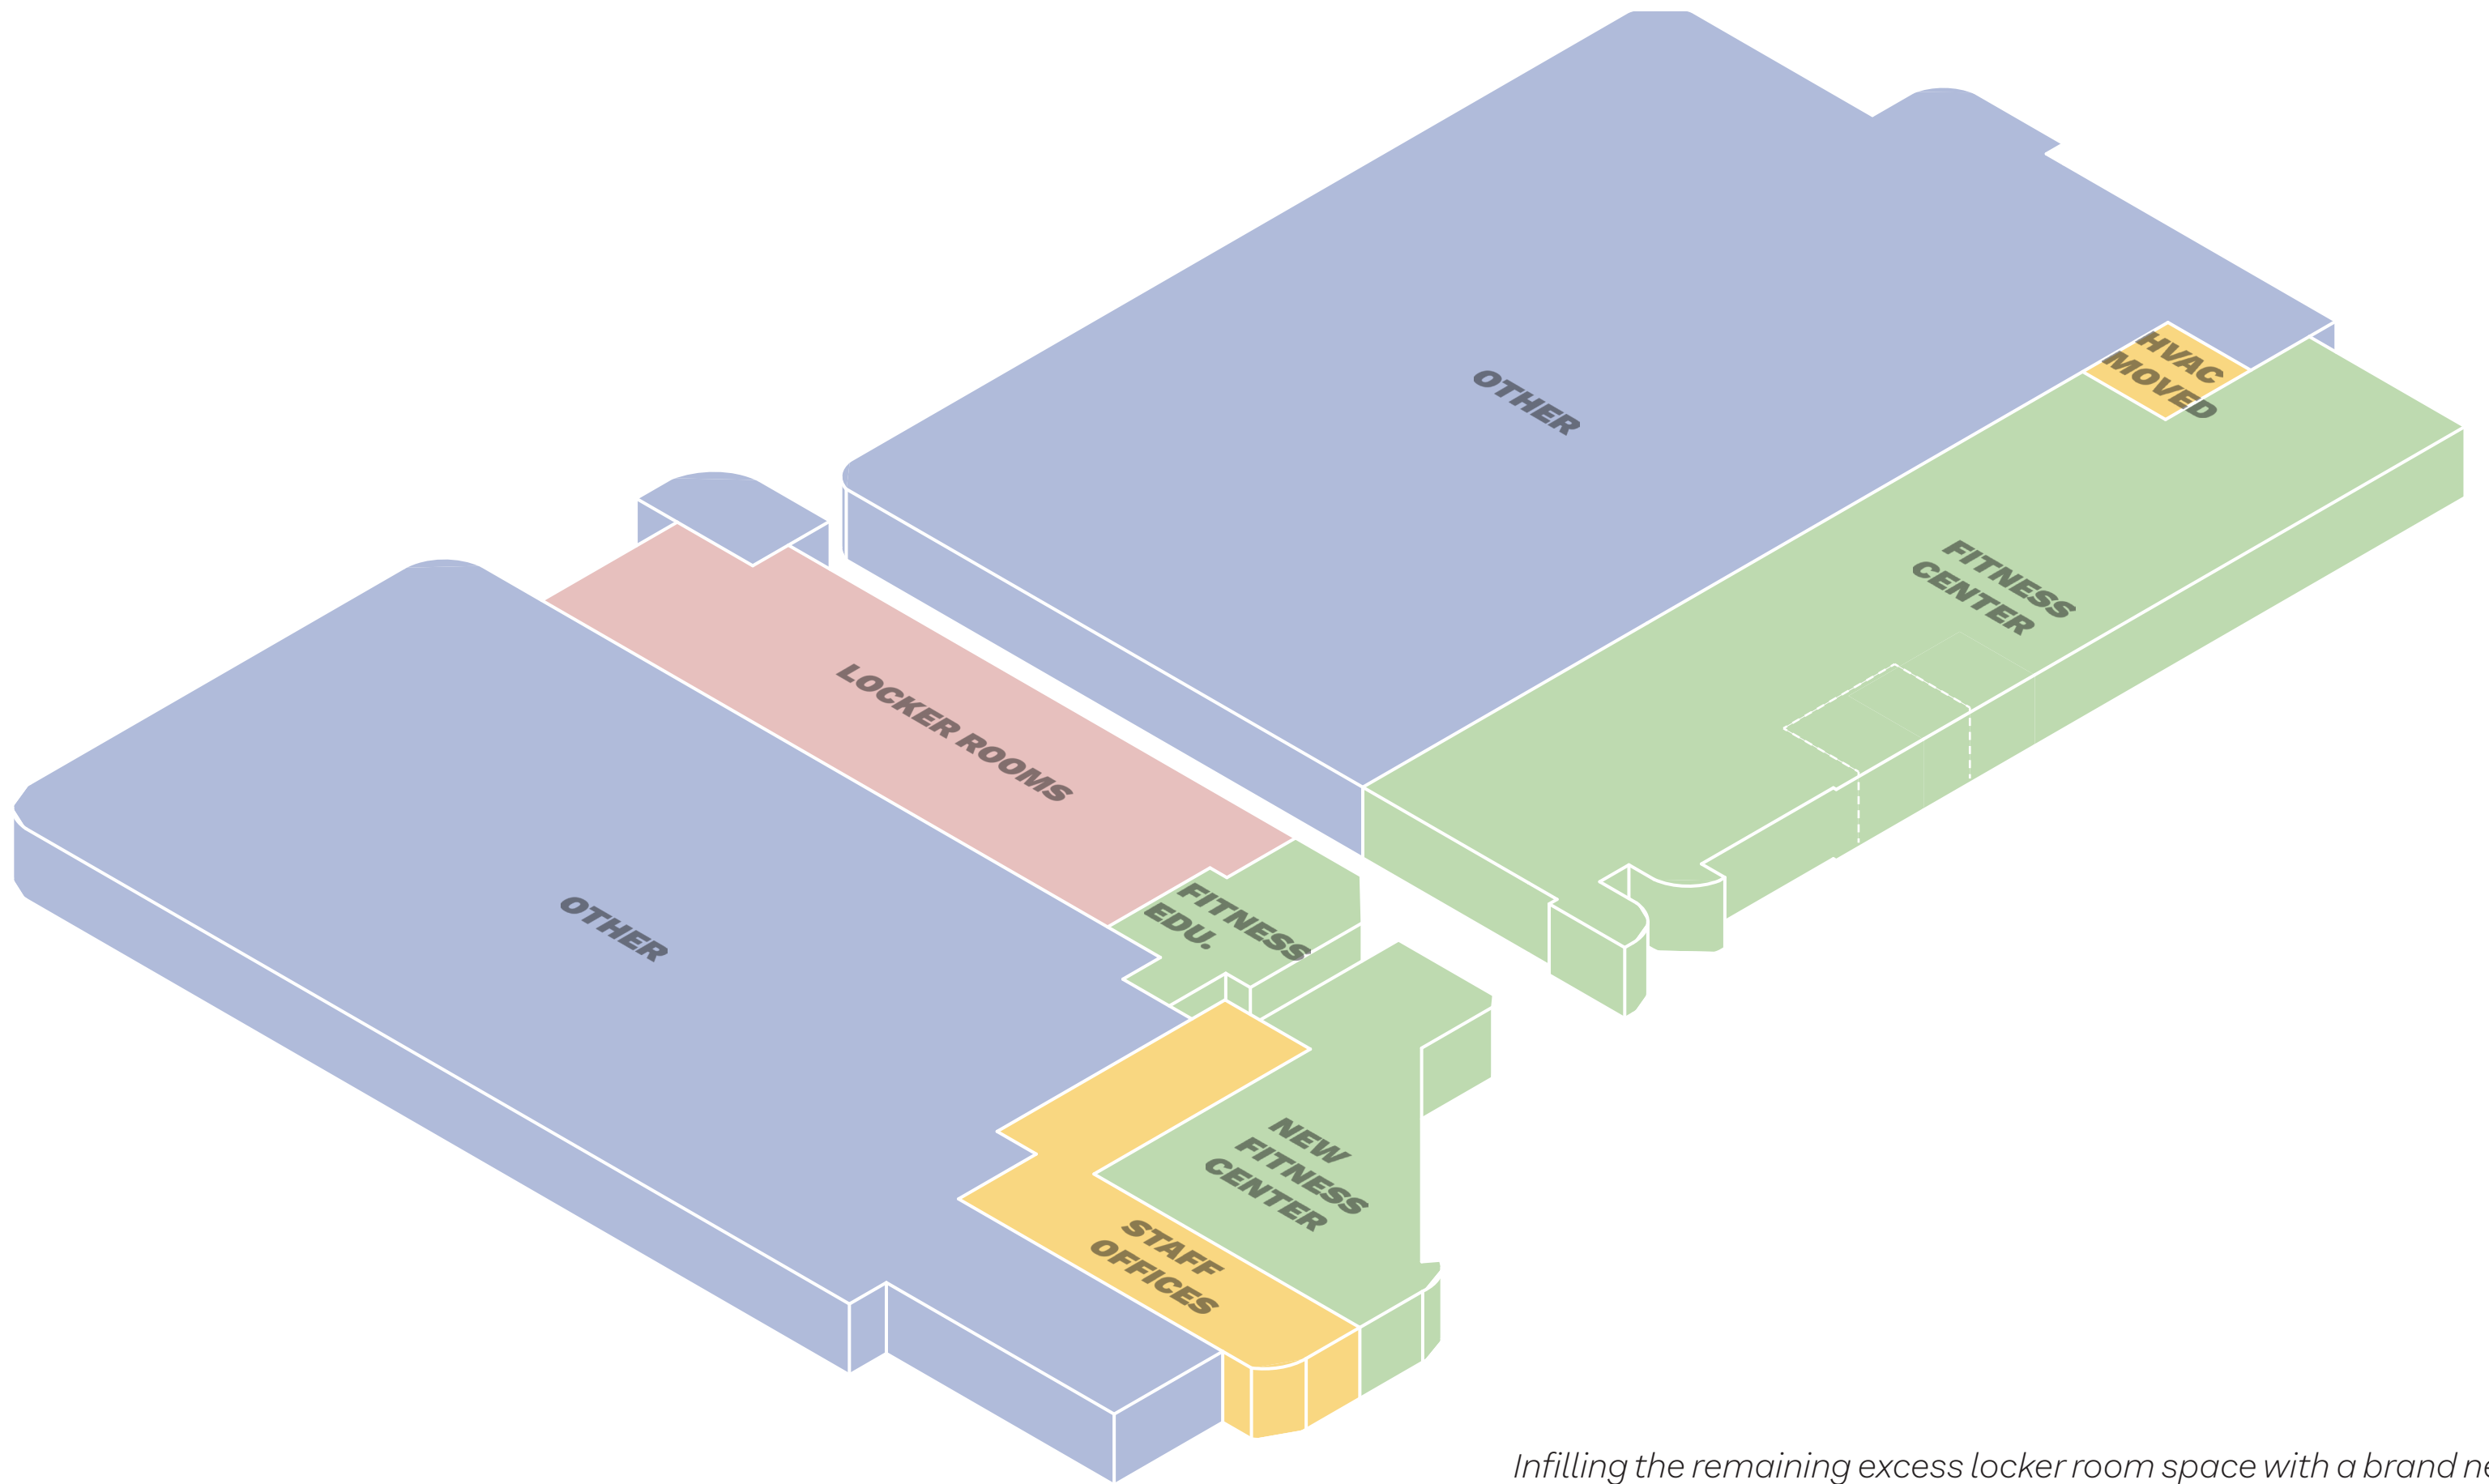 OTHER
HVAC
MOVED
FITNESS
CENTER
LOCKER ROOMS
OTHER
FITNESS
EDU.
NEW
FITNESS
CENTER
STAFF
OFFICES
Infilling the remaining excess locker room space with a brand n